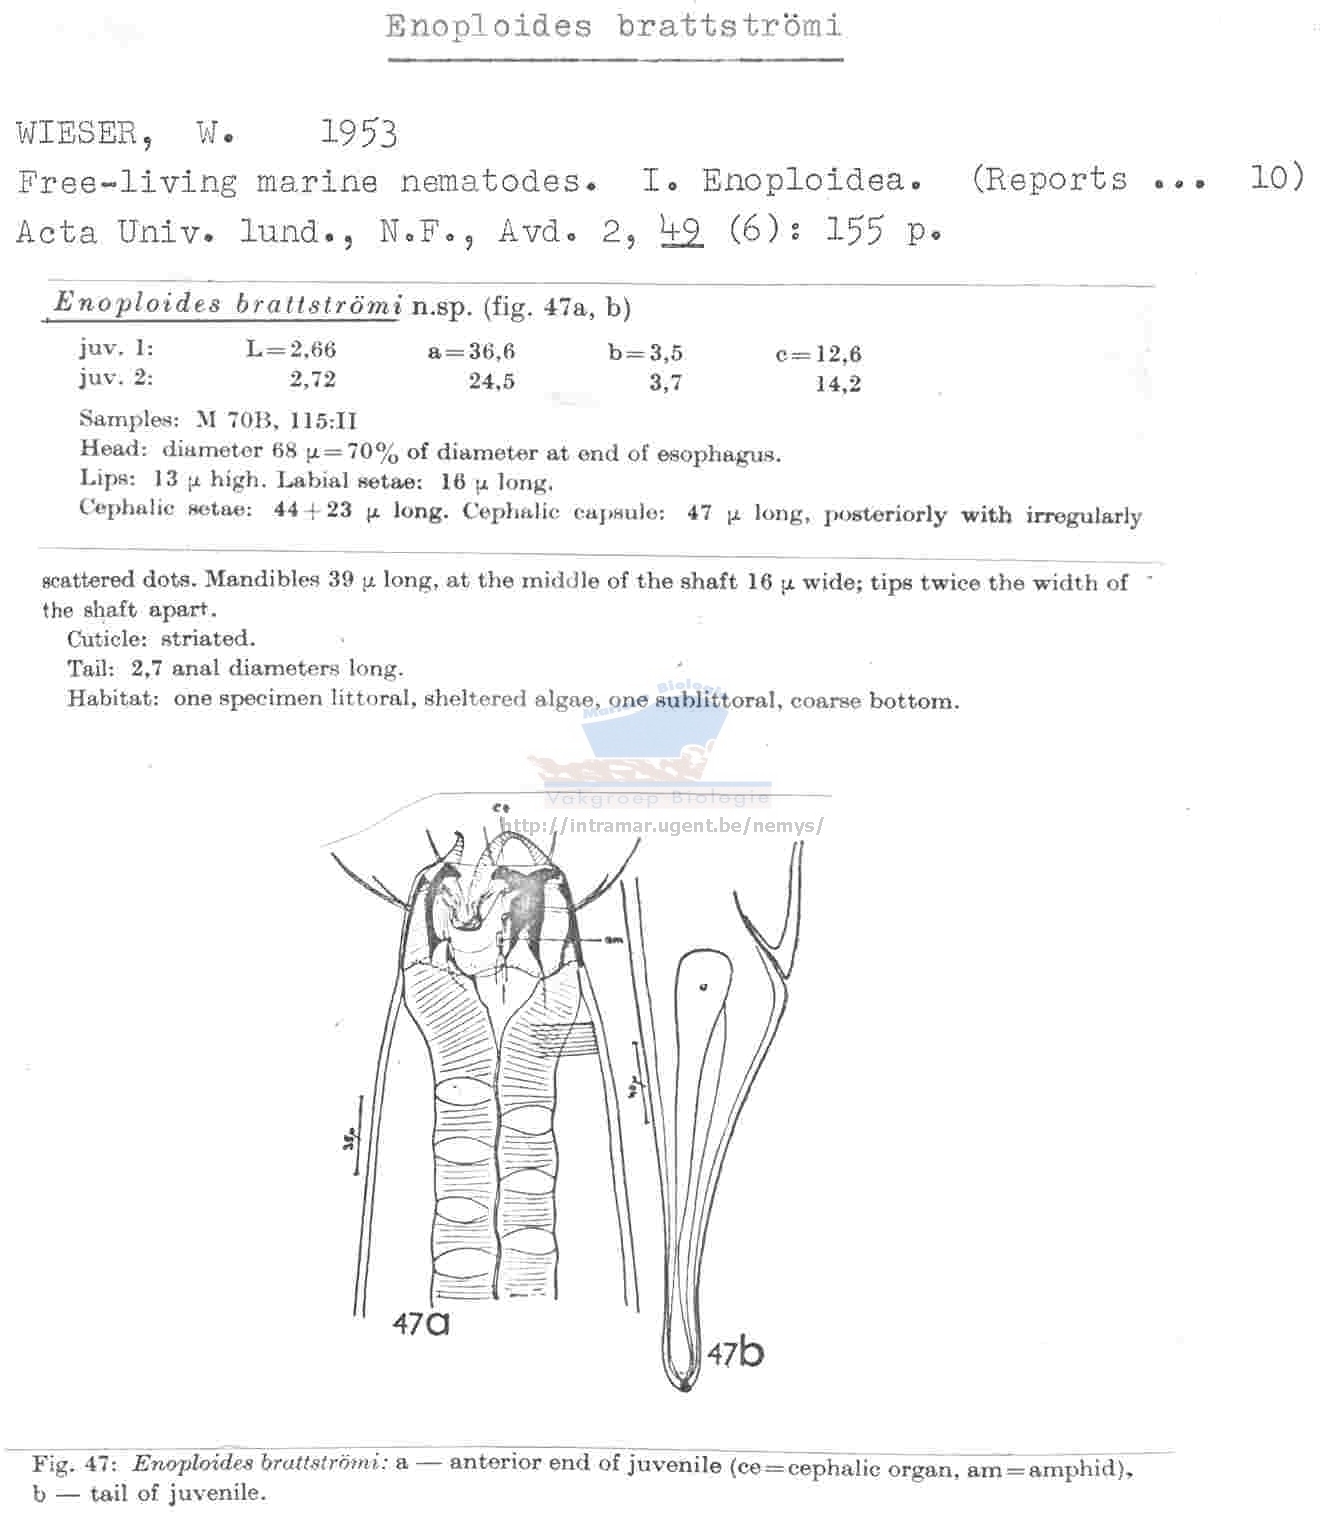 Enoploides brattströmi
WIESER, W. 1953
Free-living marine nematodes. I. Enoploidea. (Reports ... 10)
Acta Univ. lund., N.F., Avd. 2, 49 (6): 155 p.
Enoploides brattströmi n.sp. (fig. 47a, b)
juv. 1: L=2,66 a=36,6 b=3,5 c=12,6
juv. 2: 2,72 24,5 3,7 14,2
Samples: M 70B, 115:II
Head: diameter 68 μ=70% of diameter at end of esophagus.
Lips: 13 μ high. Labial setae: 16 μ long.
Cephalic setae: 44+23 μ long. Cephalic capsule: 47 μ long, posteriorly with irregularly
scattered dots. Mandibles 39 μ long, at the middle of the shaft 16 μ wide; tips twice the width of
the shaft apart.
Cuticle: striated.
Tail: 2,7 anal diameters long.
Habitat: one specimen littoral, sheltered algae, one sublittoral, coarse bottom.
Marine Biologie
Vakgroep Biologie
http://intramar.ugent.be/nemys/
ce
am
35μ
40μ
47a
47b
Fig. 47: Enoploides brattströmi: a — anterior end of juvenile (ce=cephalic organ, am=amphid),
b — tail of juvenile.